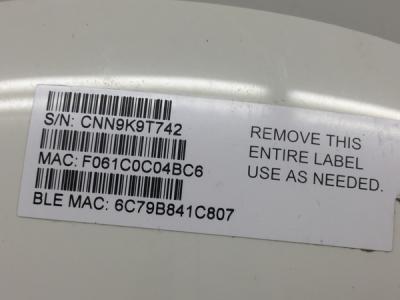 S/N: CNN9K9T742
MAC: F061C0C04BC6
BLE MAC: 6C79B841C807
REMOVE THIS
ENTIRE LABEL
USE AS NEEDED.